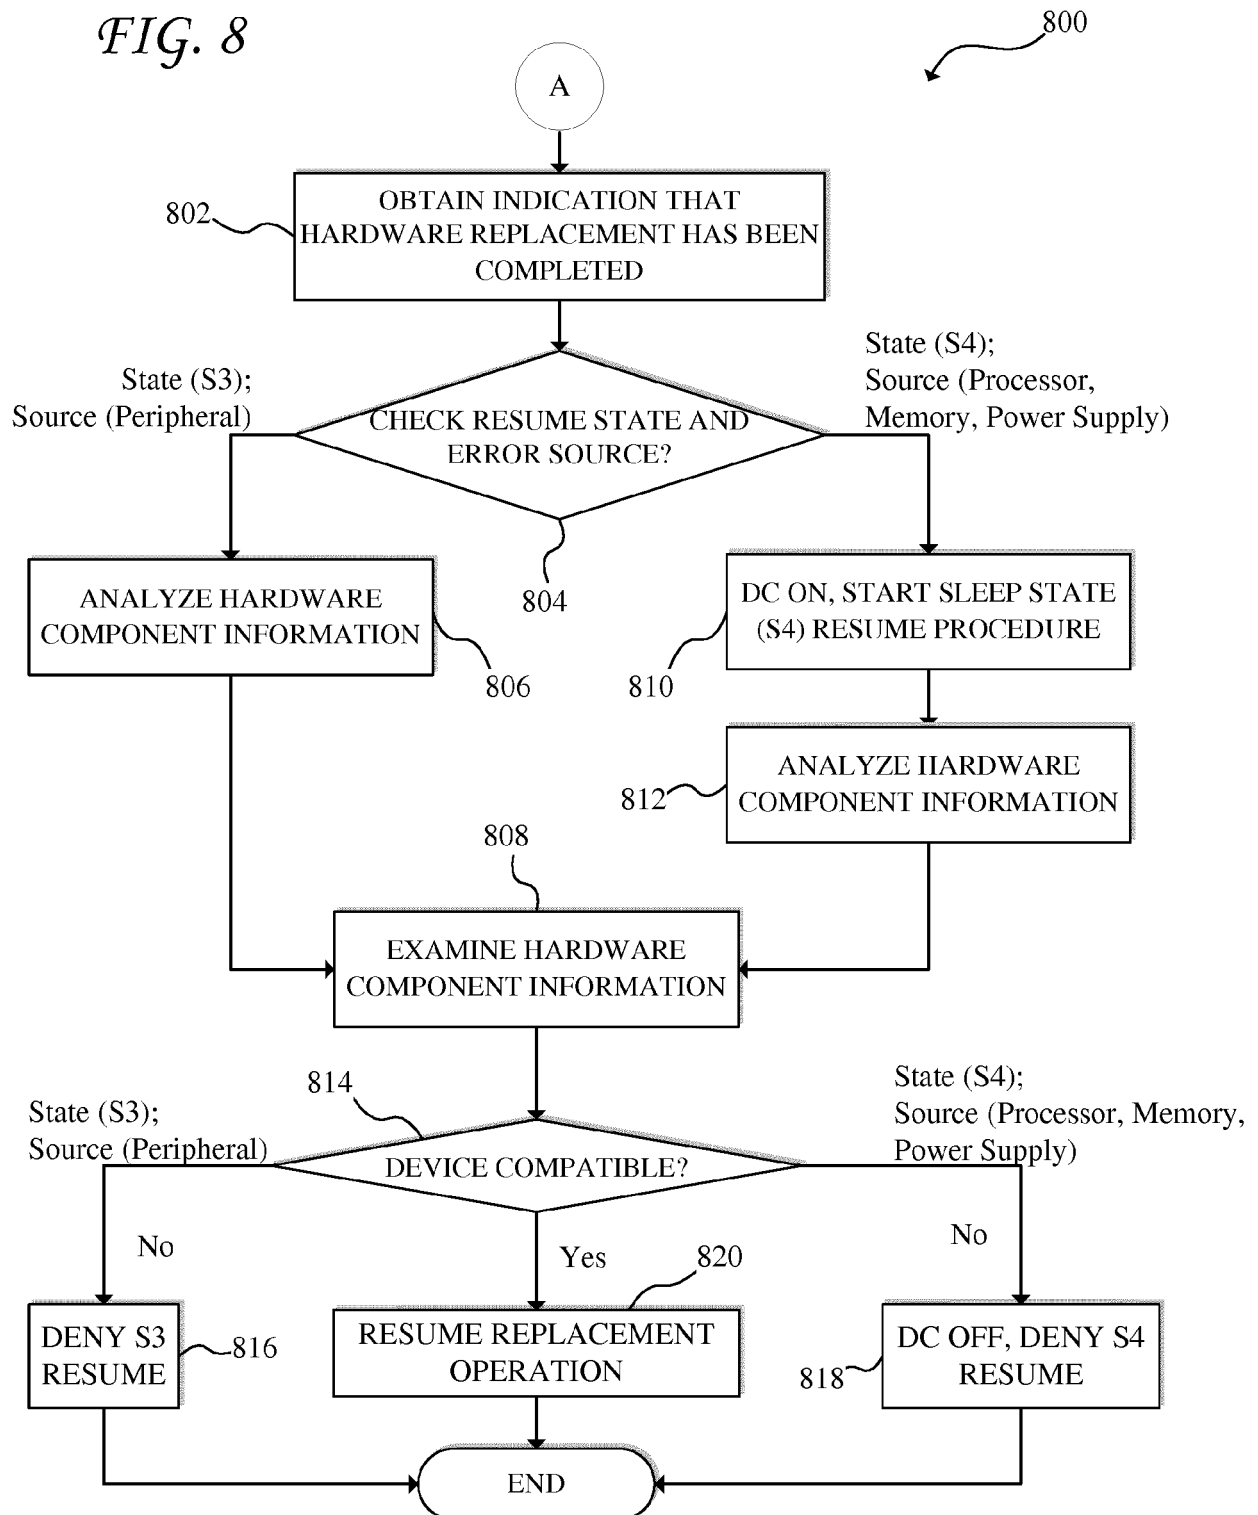 FIG. 8
800
A
OBTAIN INDICATION THAT
HARDWARE REPLACEMENT HAS BEEN
COMPLETED
802
State (S3);
Source (Peripheral)
State (S4);
Source (Processor,
Memory, Power Supply)
CHECK RESUME STATE AND
ERROR SOURCE?
804
ANALYZE HARDWARE
COMPONENT INFORMATION
806
DC ON, START SLEEP STATE
(S4) RESUME PROCEDURE
810
ANALYZE HARDWARE
COMPONENT INFORMATION
812
808
EXAMINE HARDWARE
COMPONENT INFORMATION
814
State (S3);
Source (Peripheral)
State (S4);
Source (Processor, Memory,
Power Supply)
DEVICE COMPATIBLE?
No
Yes
No
820
DENY S3
RESUME
816
RESUME REPLACEMENT
OPERATION
818
DC OFF, DENY S4
RESUME
END